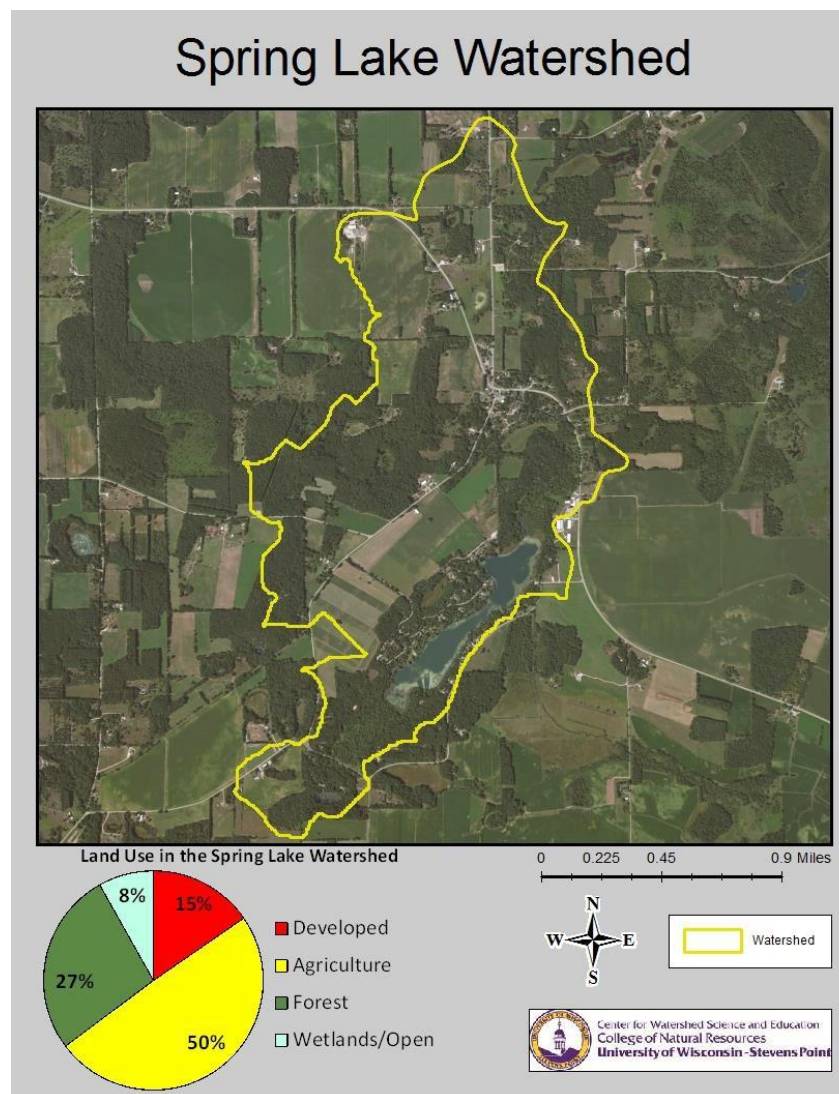 Spring Lake Watershed
Land Use in the Spring Lake Watershed
8%
15%
27%
50%
Developed
Agriculture
Forest
Wetlands/Open
0 0.225 0.45 0.9 Miles
N
W E
S
Watershed
Center for Watershed Science and Education
College of Natural Resources
University of Wisconsin - Stevens Point